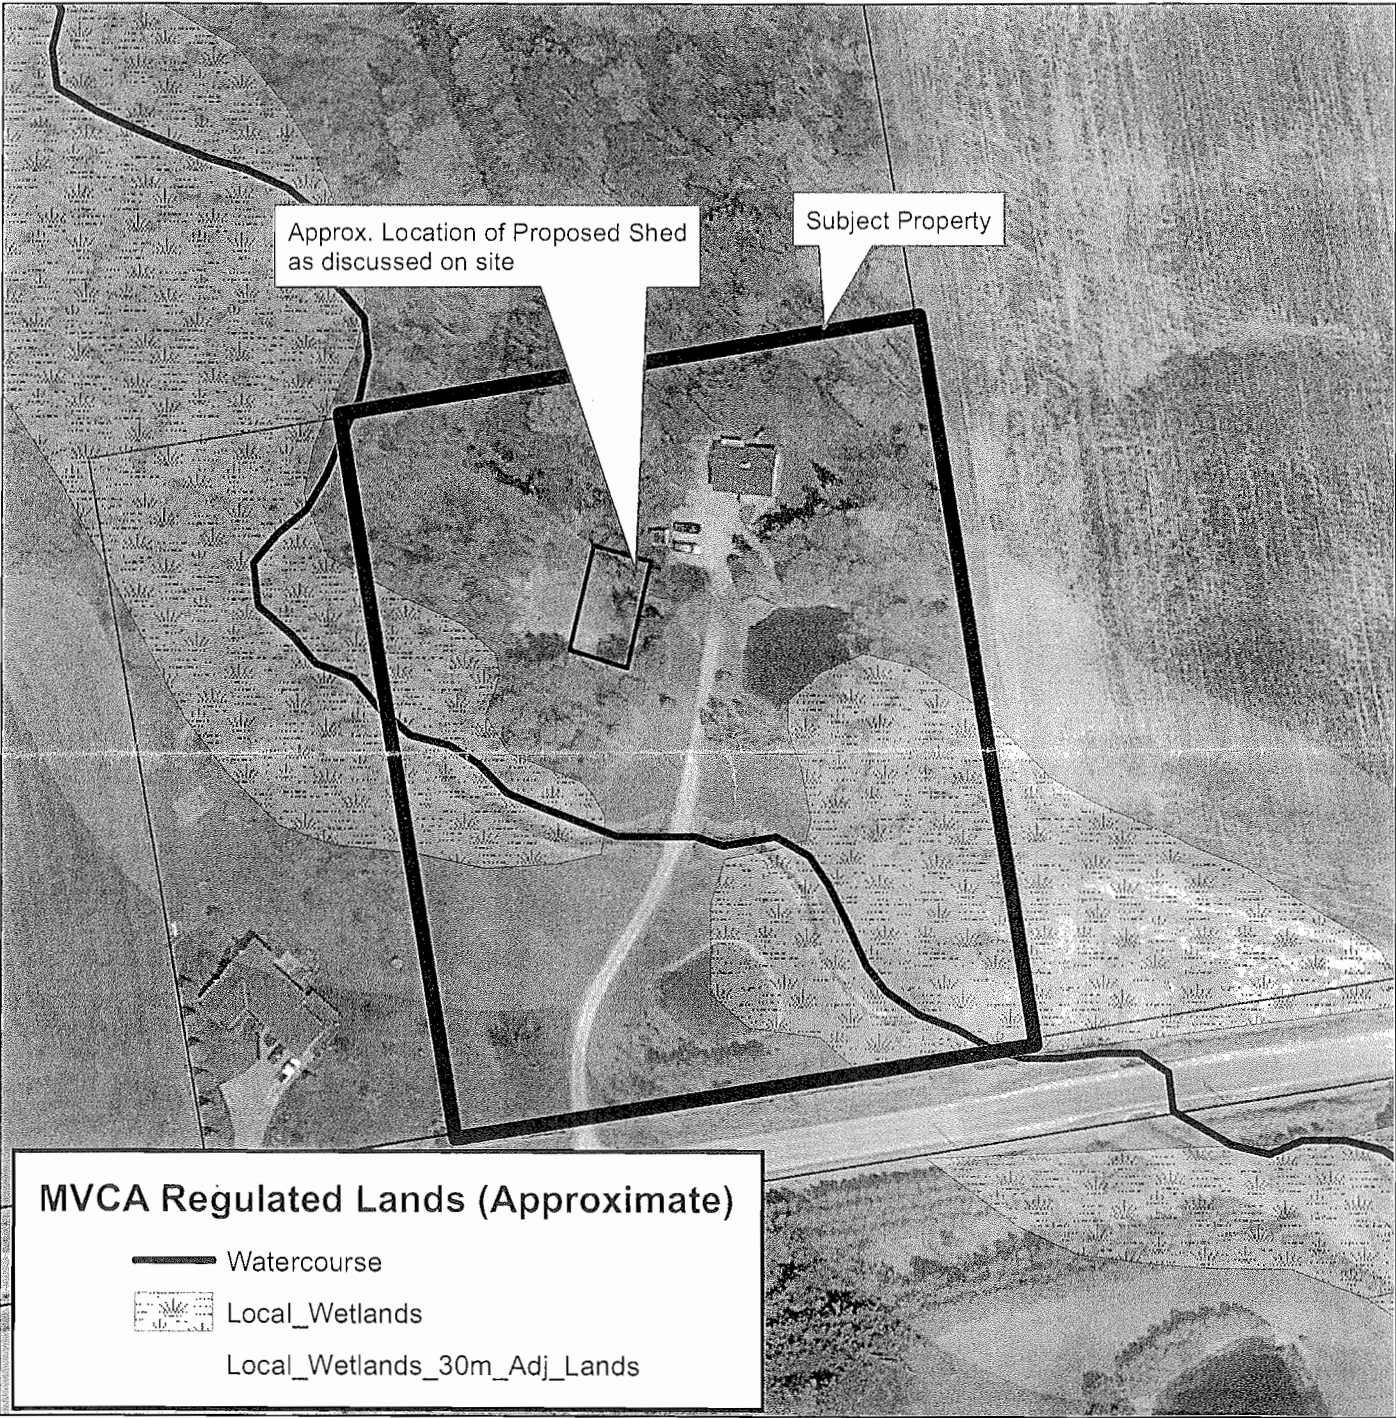 Approx. Location of Proposed Shed
as discussed on site
Subject Property
MVCA Regulated Lands (Approximate)
Watercourse
Local_Wetlands
Local_Wetlands_30m_Adj_Lands